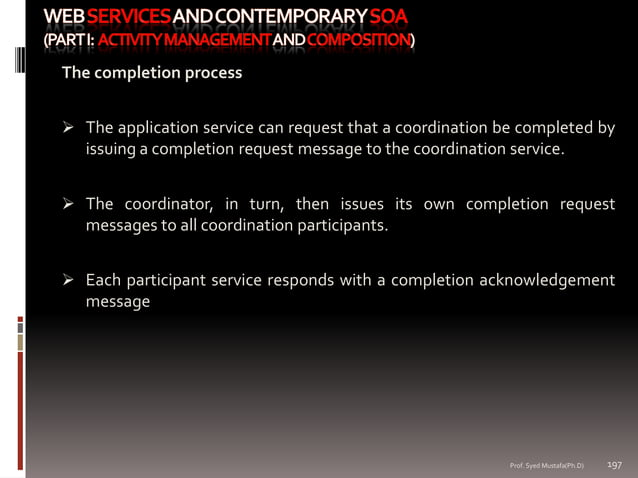 WEB SERVICES AND CONTEMPORARY SOA
(PART I: ACTIVITY MANAGEMENT AND COMPOSITION)
The completion process
➢ The application service can request that a coordination be completed by
issuing a completion request message to the coordination service.
➢ The coordinator, in turn, then issues its own completion request
messages to all coordination participants.
➢ Each participant service responds with a completion acknowledgement
message
Prof. Syed Mustafa(Ph.D) 197